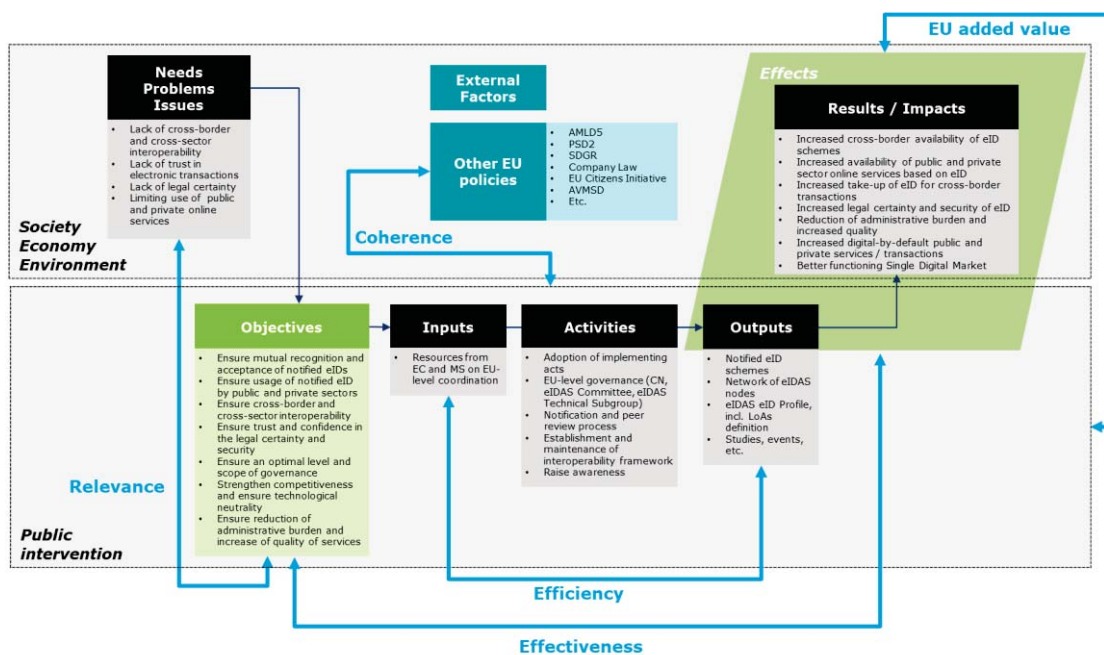 EU added value
Needs
Problems
Issues
• Lack of cross-border
and cross-sector
interoperability
• Lack of trust in
electronic transactions
• Lack of legal certainty
• Limiting use of public
and private online
services
External
Factors
Other EU
policies
• AMLD5
• PSD2
• SDGR
• Company Law
• EU Citizens Initiative
• AVMSD
• Etc.
Effects
Results / Impacts
• Increased cross-border availability of eID
schemes
• Increased availability of public and private
sector online services based on eID
• Increased take-up of eID for cross-border
transactions
• Increased legal certainty and security of eID
• Reduction of administrative burden and
increased quality
• Increased digital-by-default public and
private services / transactions
• Better functioning Single Digital Market
Society
Economy
Environment
Coherence
Objectives
• Ensure mutual recognition and
acceptance of notified eIDs
• Ensure usage of notified eID
by public and private sectors
• Ensure cross-border and
cross-sector interoperability
• Ensure trust and confidence in
the legal certainty and
security
• Ensure an optimal level and
scope of governance
• Strengthen competitiveness
and ensure technological
neutrality
• Ensure reduction of
administrative burden and
increase of quality of services
Inputs
• Resources from
EC and MS on EU-
level coordination
Activities
• Adoption of implementing
acts
• EU-level governance (CN,
eIDAS Committee, eIDAS
Technical Subgroup)
• Notification and peer
review process
• Establishment and
maintenance of
interoperability framework
• Raise awareness
Outputs
• Notified eID
schemes
• Network of eIDAS
nodes
• eIDAS eID Profile,
incl. LoAs
definition
• Studies, events,
etc.
Relevance
Public
intervention
Efficiency
Effectiveness